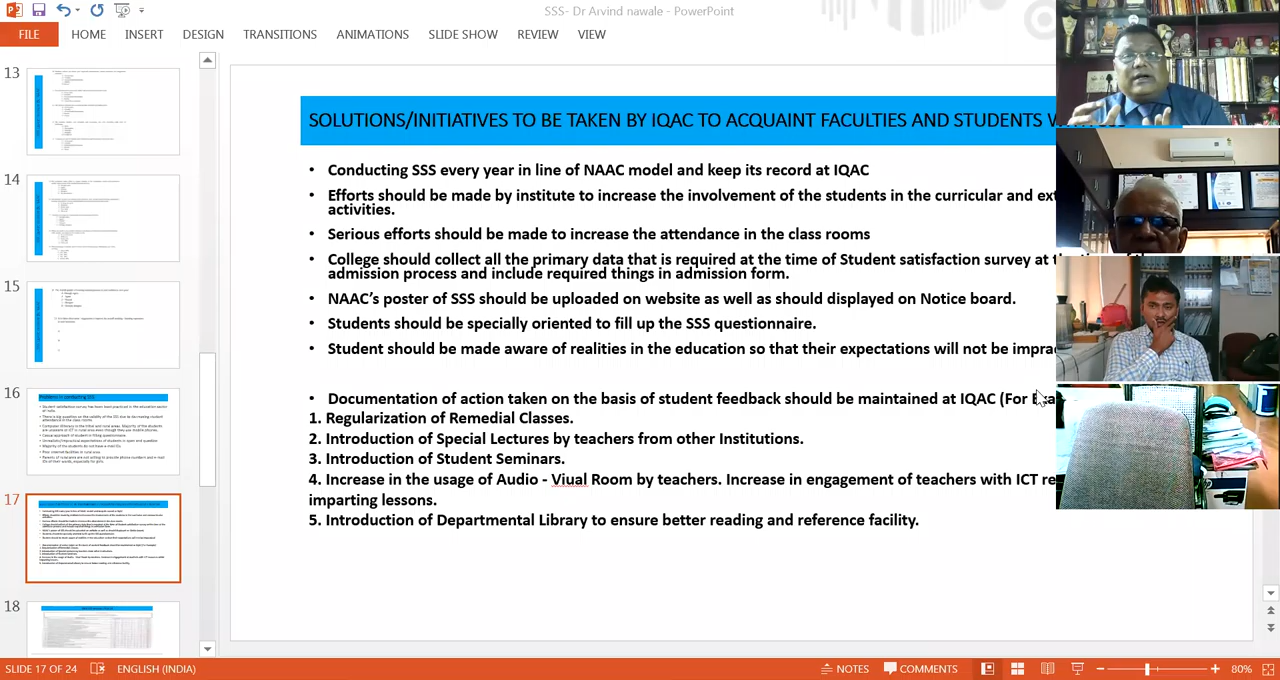 SSS- Dr Arvind nawale - PowerPoint
FILE HOME INSERT DESIGN TRANSITIONS ANIMATIONS SLIDE SHOW REVIEW VIEW
13
14
15
16
Problems in conducting SSS
17
18
SOLUTIONS/INITIATIVES TO BE TAKEN BY IQAC TO ACQUAINT FACULTIES AND STUDENTS
• Conducting SSS every year in line of NAAC model and keep its record at IQAC
• Efforts should be made by institute to increase the involvement of the students in the curricular and
activities.
• Serious efforts should be made to increase the attendance in the class rooms
• College should collect all the primary data that is required at the time of Student satisfaction survey at
admission process and include required things in admission form.
• NAAC’s poster of SSS should be uploaded on website as well as should displayed on Notice board.
• Students should be specially oriented to fill up the SSS questionnaire.
• Student should be made aware of realities in the education so that their expectations will not be
• Documentation of action taken on the basis of student feedback should be maintained at IQAC (For
1. Regularization of Remedial Classes.
2. Introduction of Special Lectures by teachers from other Institutions.
3. Introduction of Student Seminars.
4. Increase in the usage of Audio - Viual Room by teachers. Increase in engagement of teachers with ICT
imparting lessons.
5. Introduction of Deparmental Library to ensure better reading and reference facility.
SLIDE 17 OF 24 ENGLISH (INDIA) NOTES COMMENTS 80%